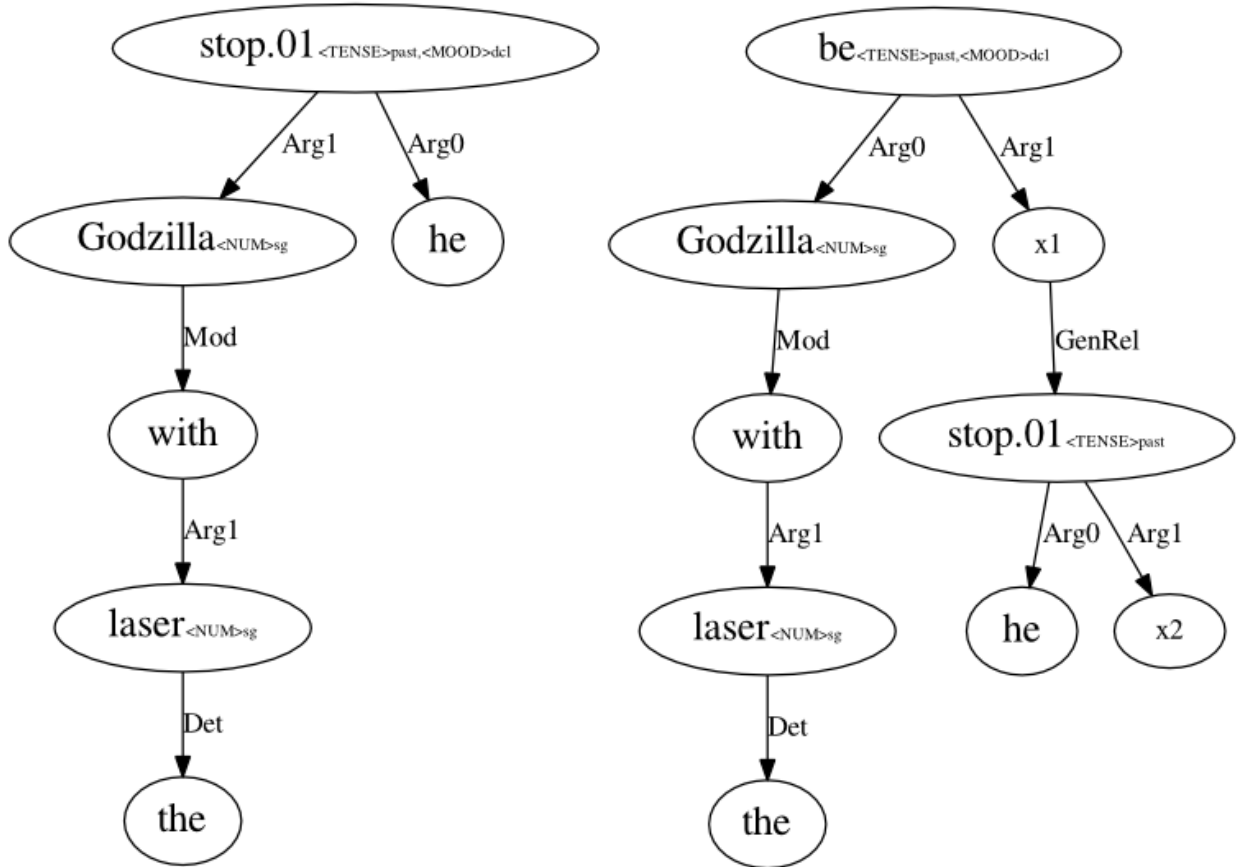 stop.01<TENSE>past,<MOOD>dcl
Arg1
Arg0
Godzilla<NUM>sg
he
Mod
with
Arg1
laser<NUM>sg
Det
the
be<TENSE>past,<MOOD>dcl
Arg0
Arg1
Godzilla<NUM>sg
x1
Mod
GenRel
with
stop.01<TENSE>past
Arg1
Arg0
Arg1
laser<NUM>sg
he
x2
Det
the